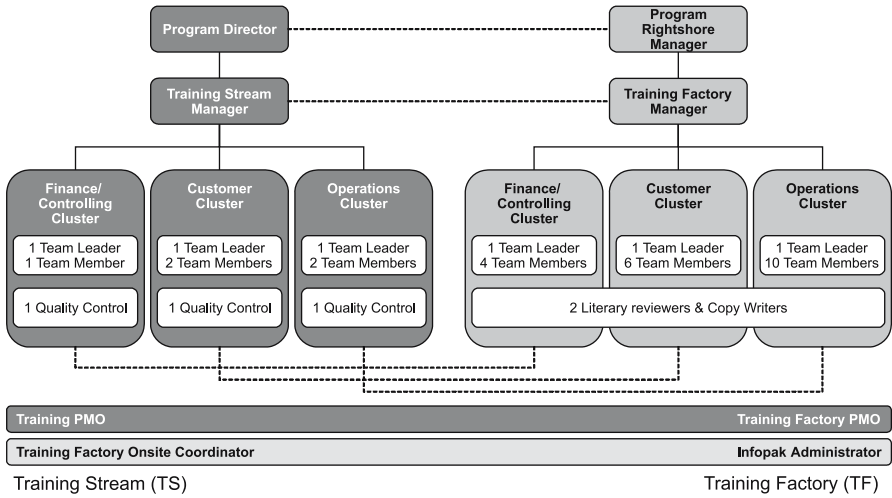 Program Director
Program
Rightshore
Manager
Training Stream
Manager
Training Factory
Manager
Finance/
Controlling
Cluster
Customer
Cluster
Operations
Cluster
Finance/
Controlling
Cluster
Customer
Cluster
Operations
Cluster
1 Team Leader
1 Team Member
1 Team Leader
2 Team Members
1 Team Leader
2 Team Members
1 Team Leader
4 Team Members
1 Team Leader
6 Team Members
1 Team Leader
10 Team Members
1 Quality Control
1 Quality Control
1 Quality Control
2 Literary reviewers & Copy Writers
Training PMO
Training Factory PMO
Training Factory Onsite Coordinator
Infopak Administrator
Training Stream (TS)
Training Factory (TF)